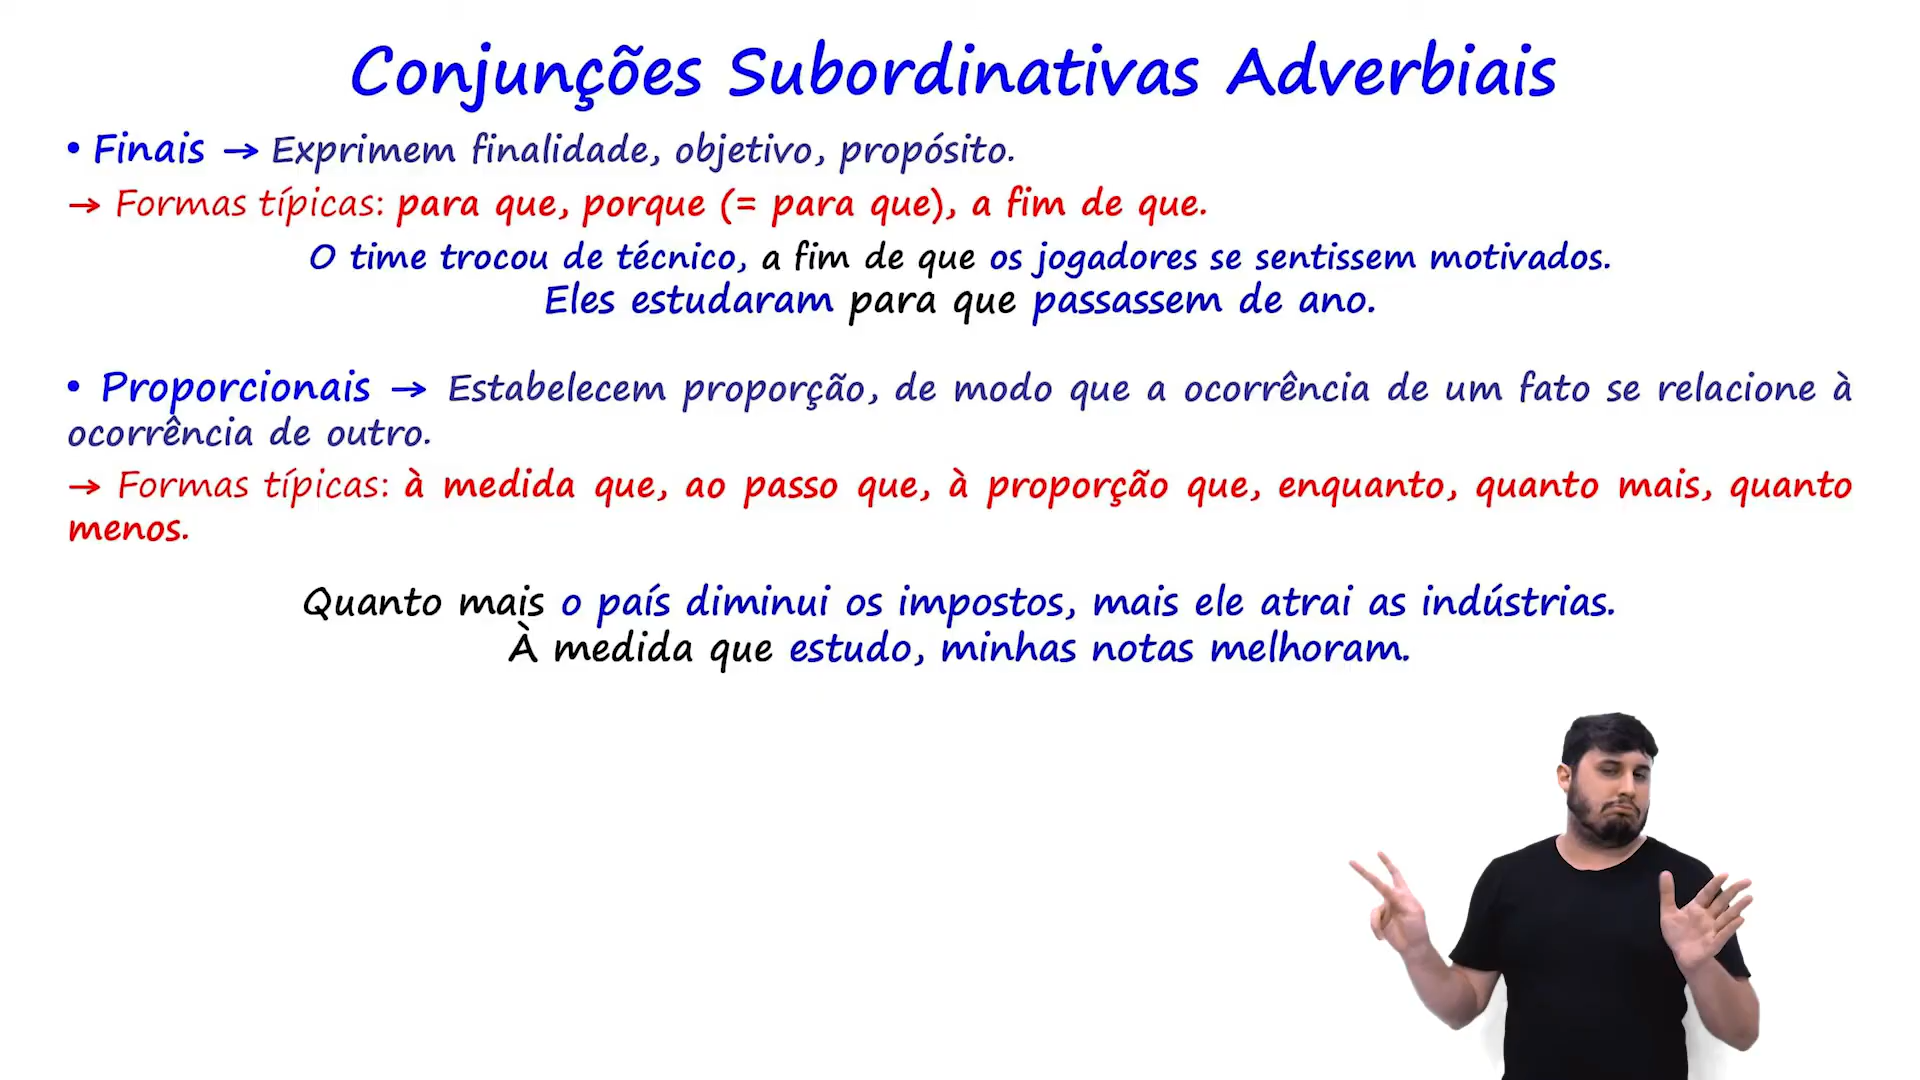 Conjunções Subordinativas Adverbiais
• Finais → Exprimem finalidade, objetivo, propósito.
→ Formas típicas: para que, porque (= para que), a fim de que.
O time trocou de técnico, a fim de que os jogadores se sentissem motivados.
Eles estudaram para que passassem de ano.
• Proporcionais → Estabelecem proporção, de modo que a ocorrência de um fato se relacione à
ocorrência de outro.
→ Formas típicas: à medida que, ao passo que, à proporção que, enquanto, quanto mais, quanto
menos.
Quanto mais o país diminui os impostos, mais ele atrai as indústrias.
À medida que estudo, minhas notas melhoram.